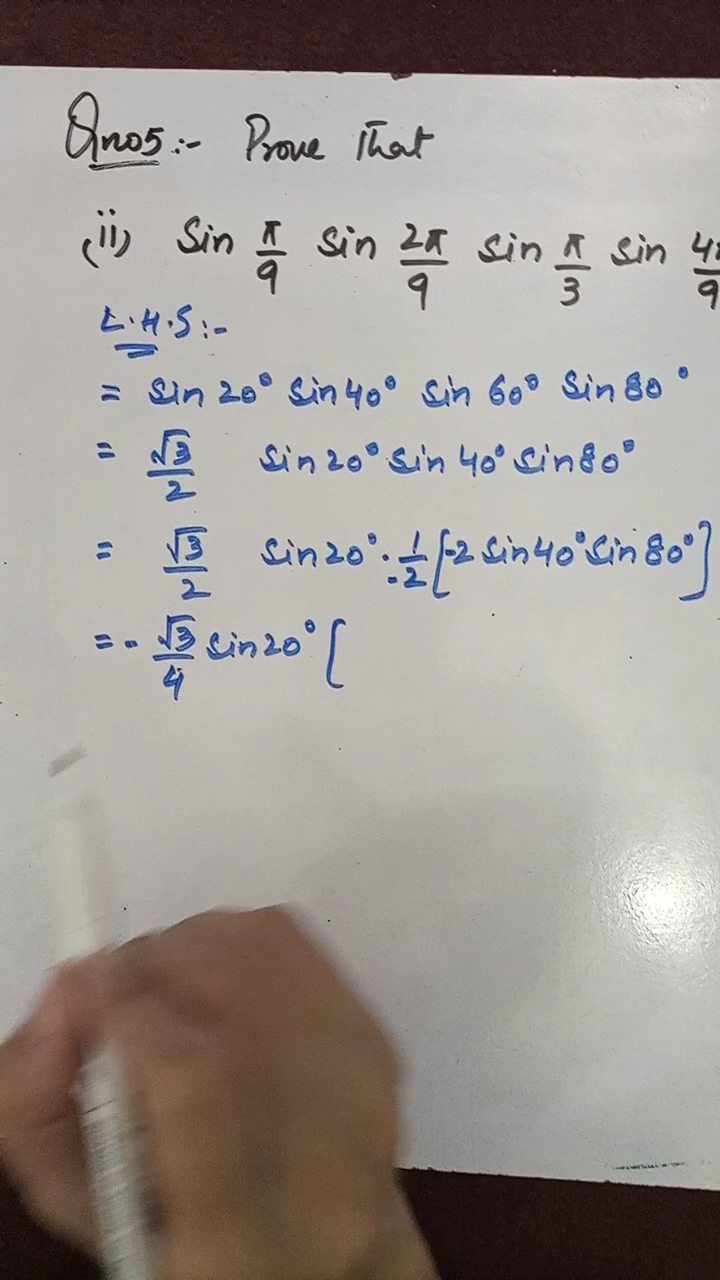 Qno5:- Prove That
(ii) Sin π/9 Sin 2π/9 Sin π/3 Sin 4π/9
L.H.S:-
= Sin 20° Sin 40° Sin 60° Sin 80°
= √3/2 Sin 20° Sin 40° Sin 80°
= √3/2 Sin 20° · 1/-2 [-2 Sin 40° Sin 80°]
= - √3/4 Sin 20° [